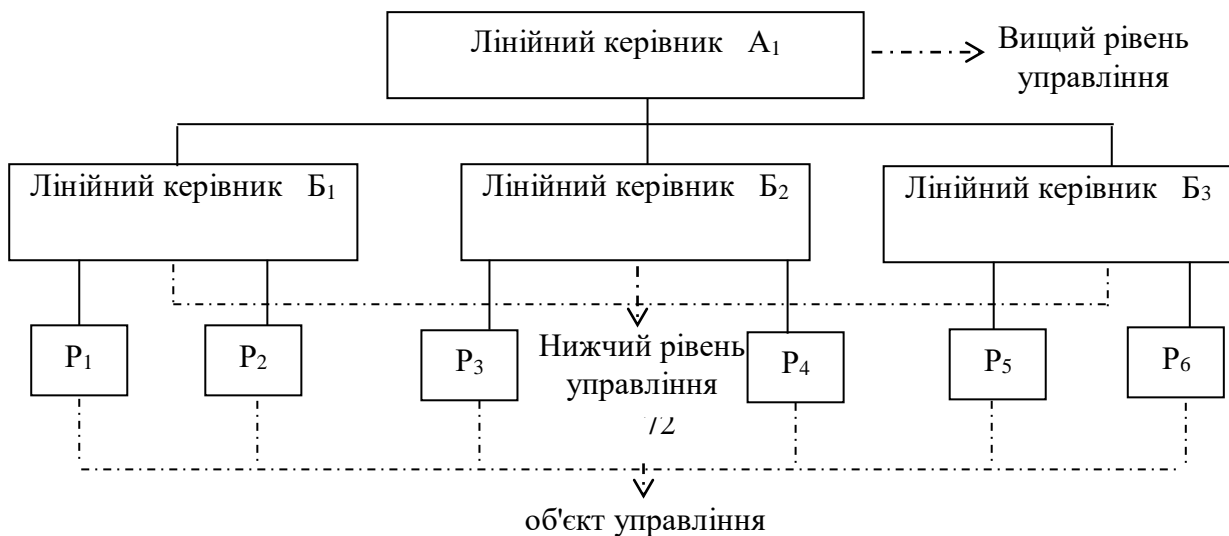 Лінійний керівник А₁
Вищий рівень
управління
Лінійний керівник Б₁
Лінійний керівник Б₂
Лінійний керівник Б₃
Р₁
Р₂
Р₃
Нижчий рівень
управління
Р₄
Р₅
Р₆
72
об'єкт управління